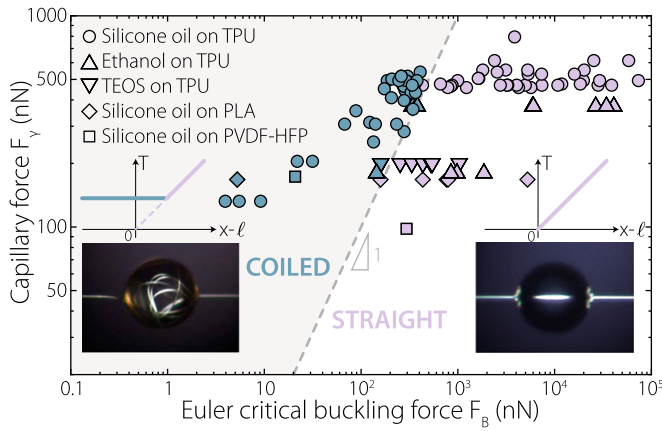 Capillary force Fγ (nN)
1000
500
100
50
Silicone oil on TPU
Ethanol on TPU
TEOS on TPU
Silicone oil on PLA
Silicone oil on PVDF-HFP
T
0
x-ℓ
T
0
x-ℓ
COILED
1
STRAIGHT
0.1 1 10 10² 10³ 10⁴ 10⁵
Euler critical buckling force F_B (nN)